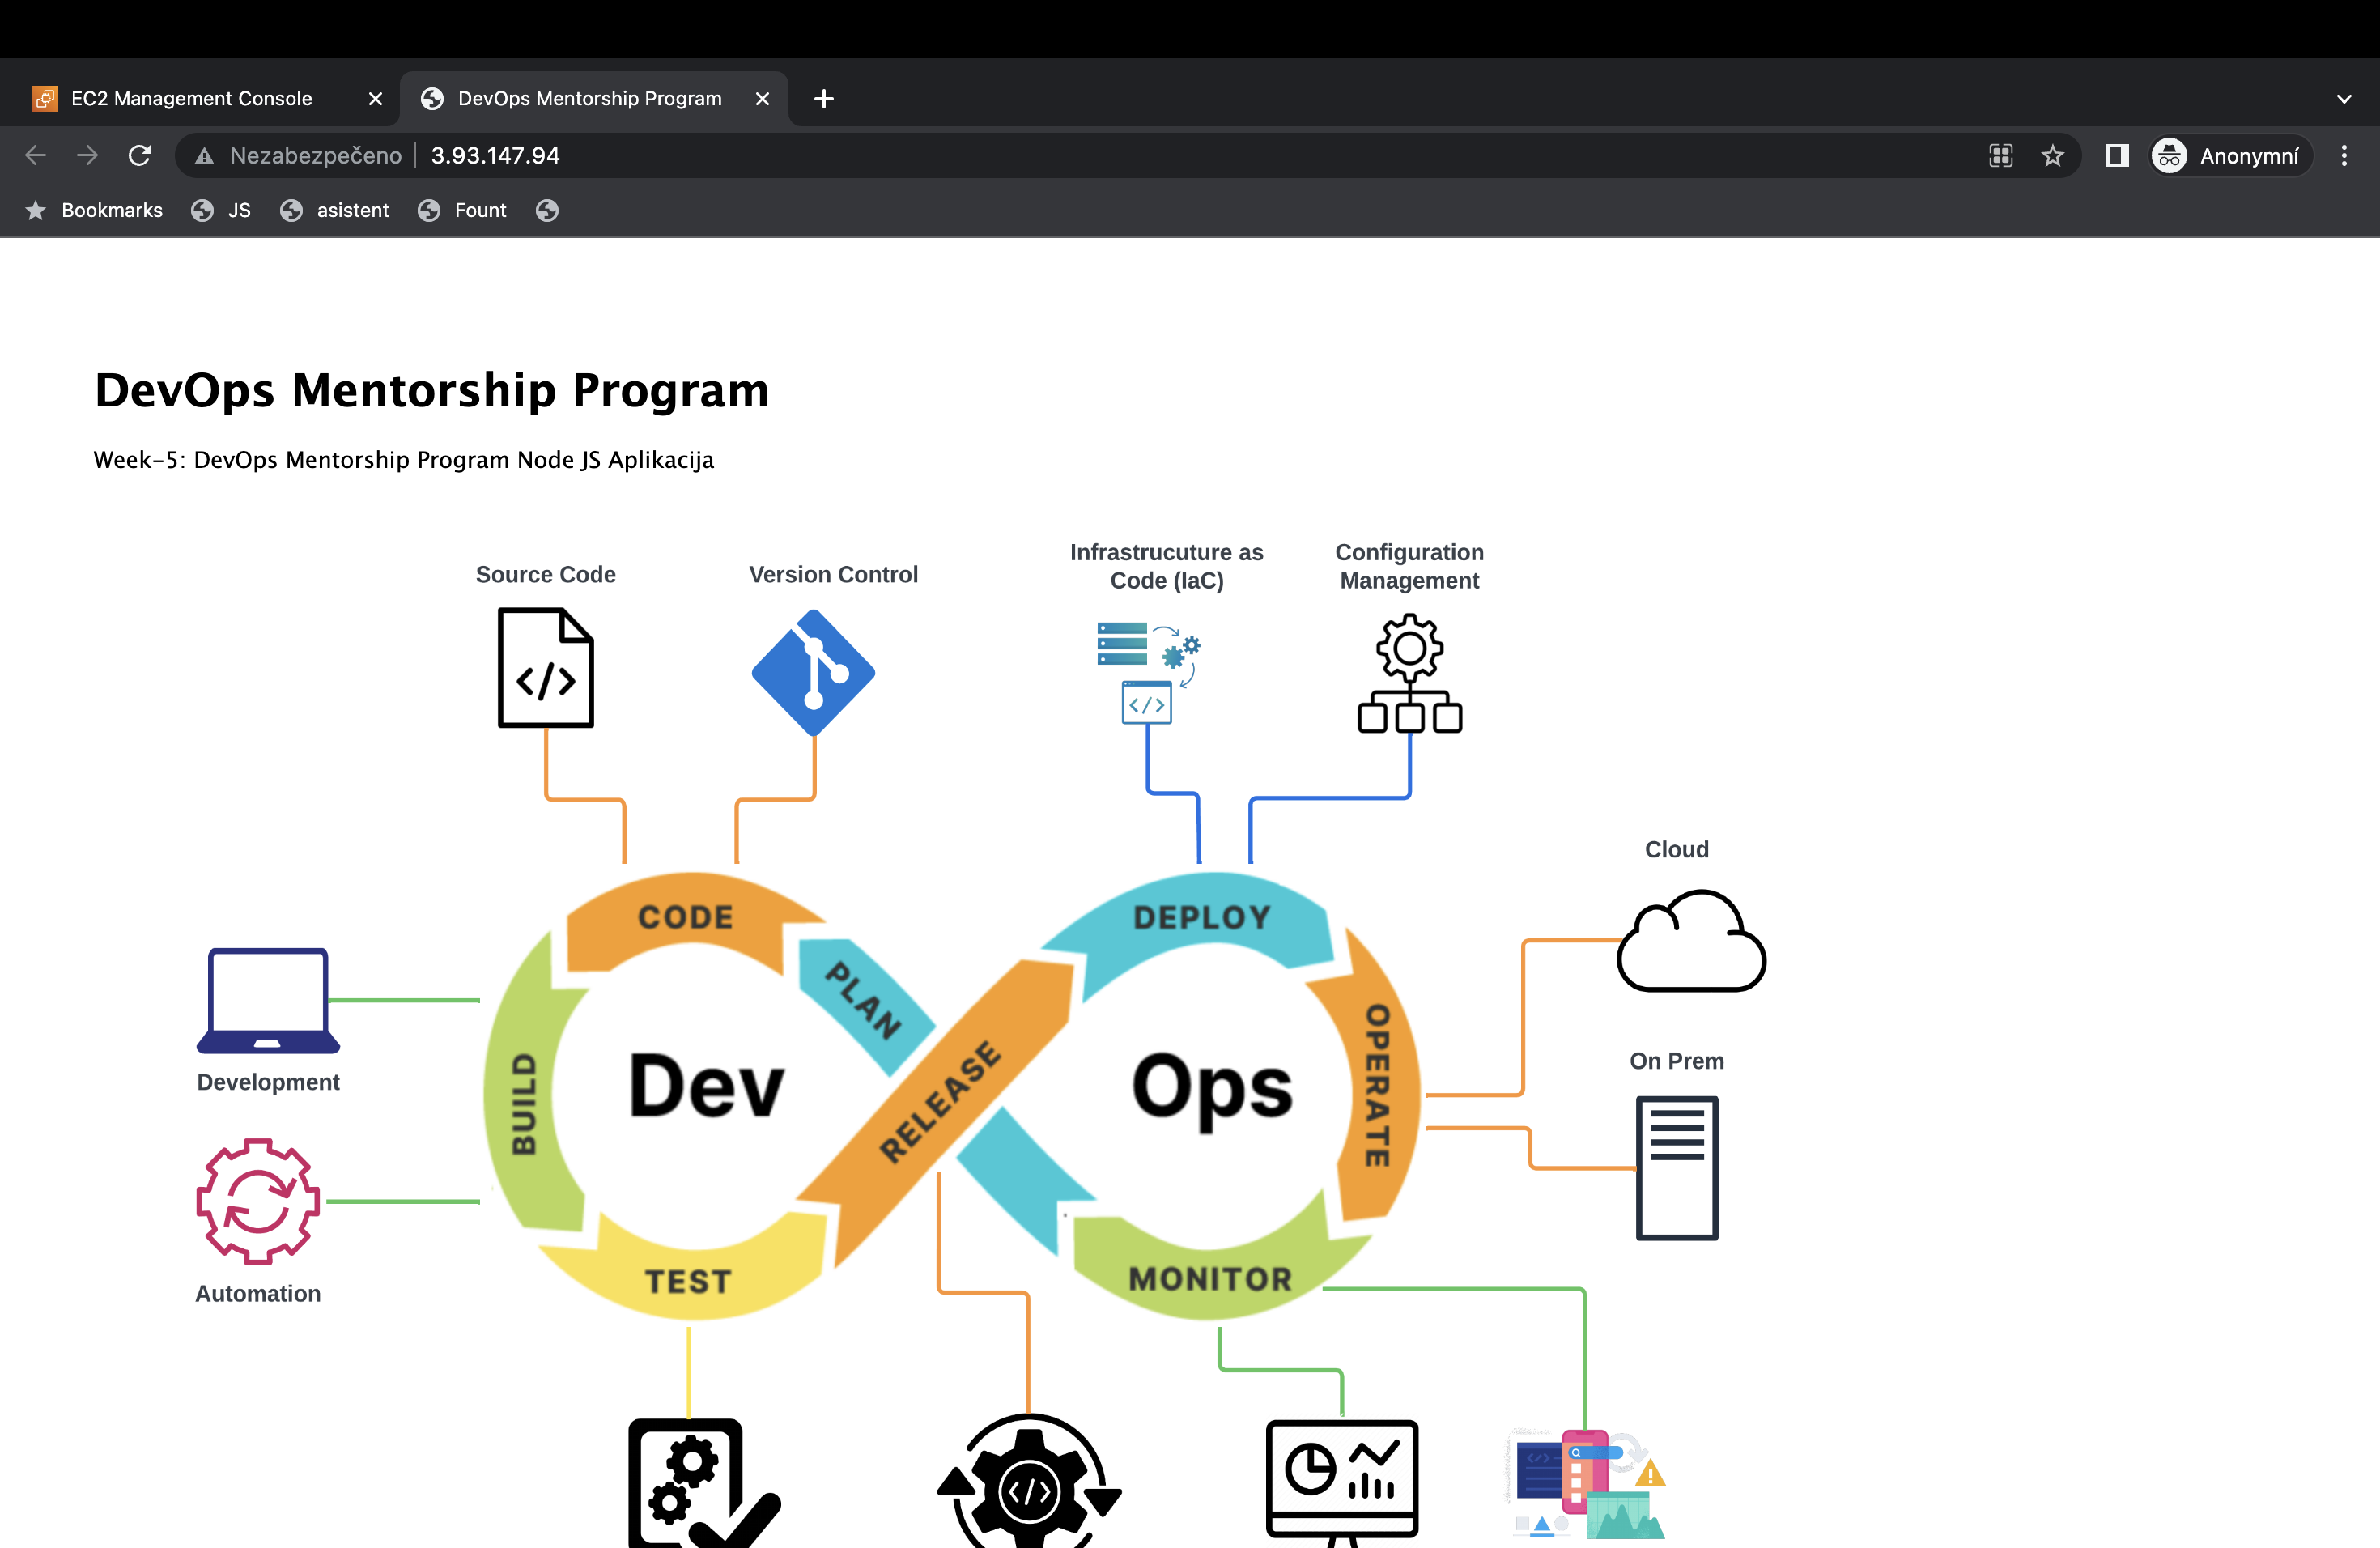 EC2 Management Console
DevOps Mentorship Program
Nezabezpečeno
3.93.147.94
Anonymní
Bookmarks
JS
asistent
Fount
DevOps Mentorship Program
Week-5: DevOps Mentorship Program Node JS Aplikacija
Source Code
Version Control
Infrastrucuture as
Code (IaC)
Configuration
Management
</>
</>
CODE
PLAN
DEPLOY
Cloud
Development
BUILD
Dev
RELEASE
Ops
OPERATE
On Prem
Automation
TEST
MONITOR
</>
</>